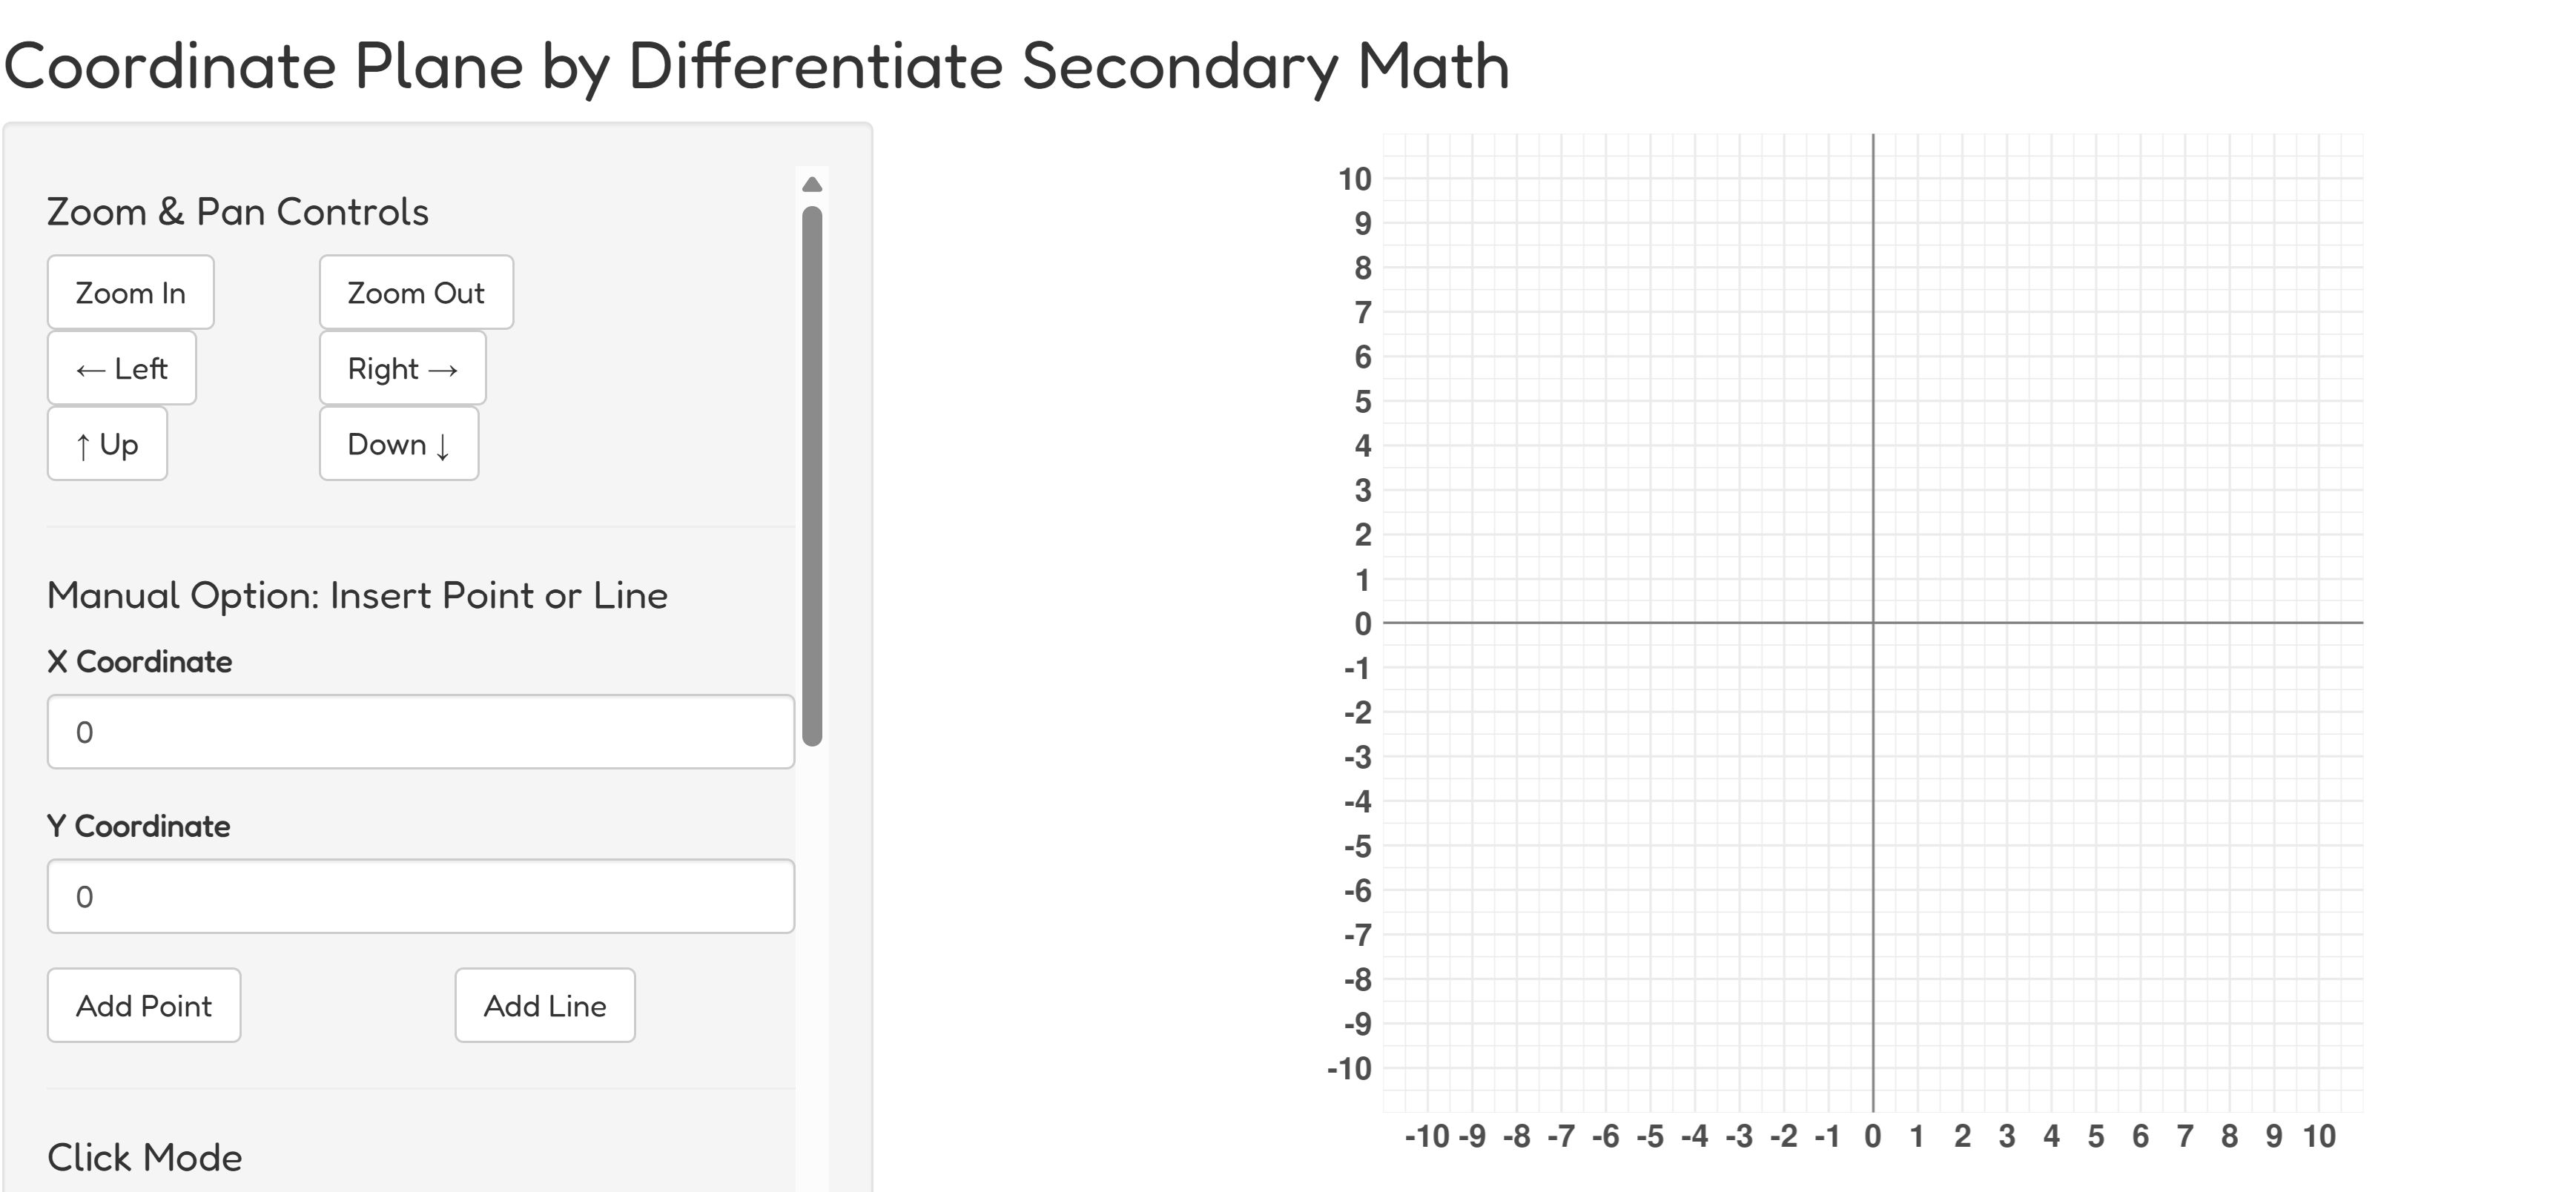 Coordinate Plane by Differentiate Secondary Math
Zoom & Pan Controls
Zoom In
Zoom Out
← Left
Right →
↑ Up
Down ↓
Manual Option: Insert Point or Line
X Coordinate
0
Y Coordinate
0
Add Point
Add Line
Click Mode
10
9
8
7
6
5
4
3
2
1
0
-1
-2
-3
-4
-5
-6
-7
-8
-9
-10
-10 -9 -8 -7 -6 -5 -4 -3 -2 -1 0 1 2 3 4 5 6 7 8 9 10